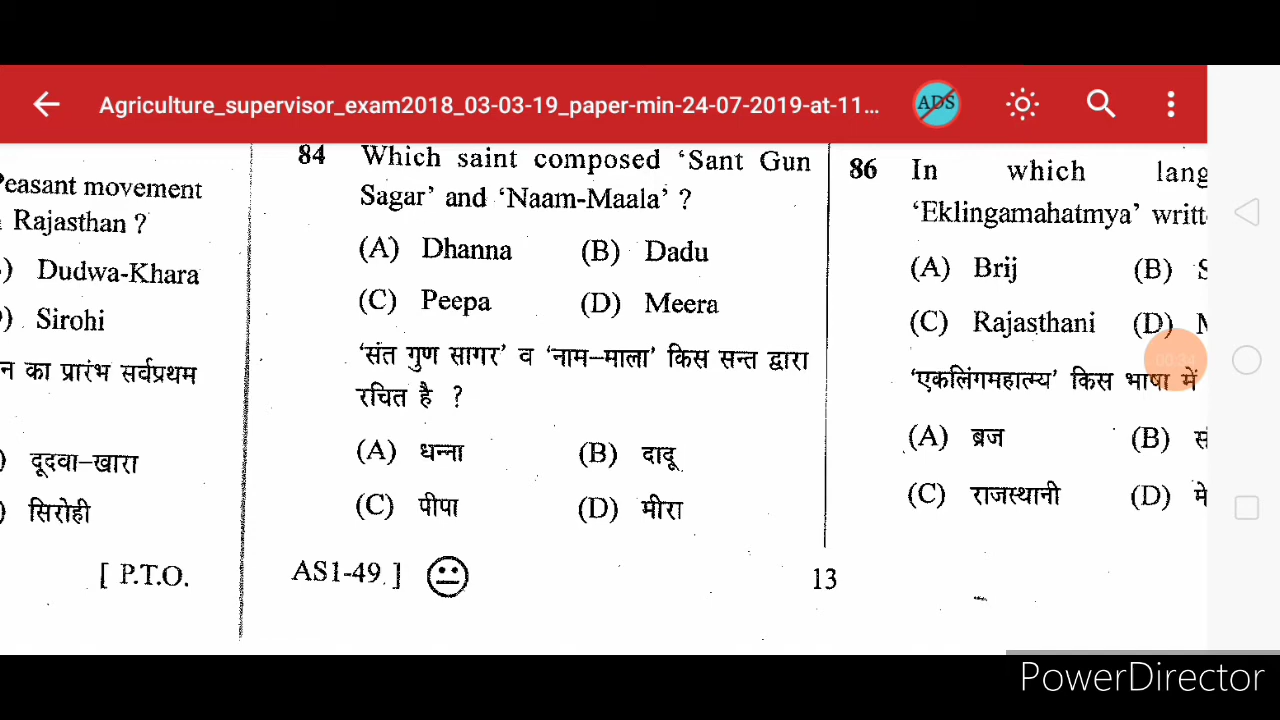 Agriculture_supervisor_exam2018_03-03-19_paper-min-24-07-2019-at-11...
ADS
Peasant movement
Rajasthan ?
) Dudwa-Khara
) Sirohi
न का प्रारंभ सर्वप्रथम
) दूदवा-खारा
) सिरोही
[ P.T.O.
84 Which saint composed ‘Sant Gun
Sagar’ and ‘Naam-Maala’ ?
(A) Dhanna (B) Dadu
(C) Peepa (D) Meera
‘संत गुण सागर’ व ‘नाम-माला’ किस सन्त द्वारा
रचित है ?
(A) धन्ना (B) दादू
(C) पीपा (D) मीरा
AS1-49 ]
13
86 In which
‘Eklingamahatmya’
(A) Brij (B)
(C) Rajasthani (D)
‘एकलिंगमहात्म्य’ किस भाषा में
(A) ब्रज (B)
(C) राजस्थानी (D)
PowerDirector